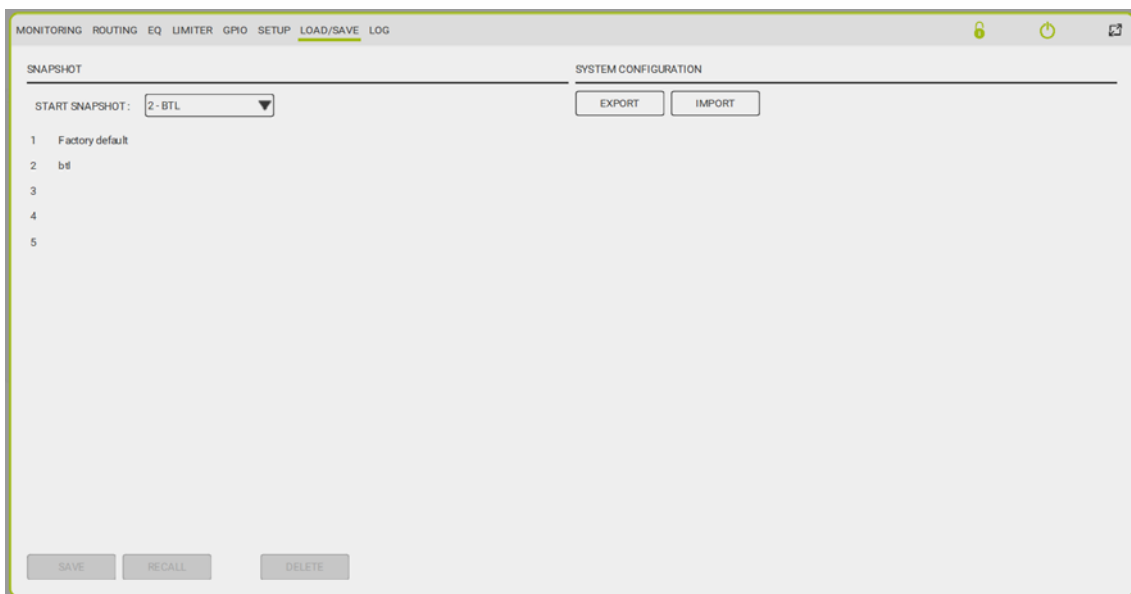 MONITORING ROUTING EQ LIMITER GPIO SETUP LOAD/SAVE LOG
SNAPSHOT
START SNAPSHOT: 2 - BTL
1 Factory default
2 btl
3
4
5
SAVE RECALL DELETE
SYSTEM CONFIGURATION
EXPORT IMPORT